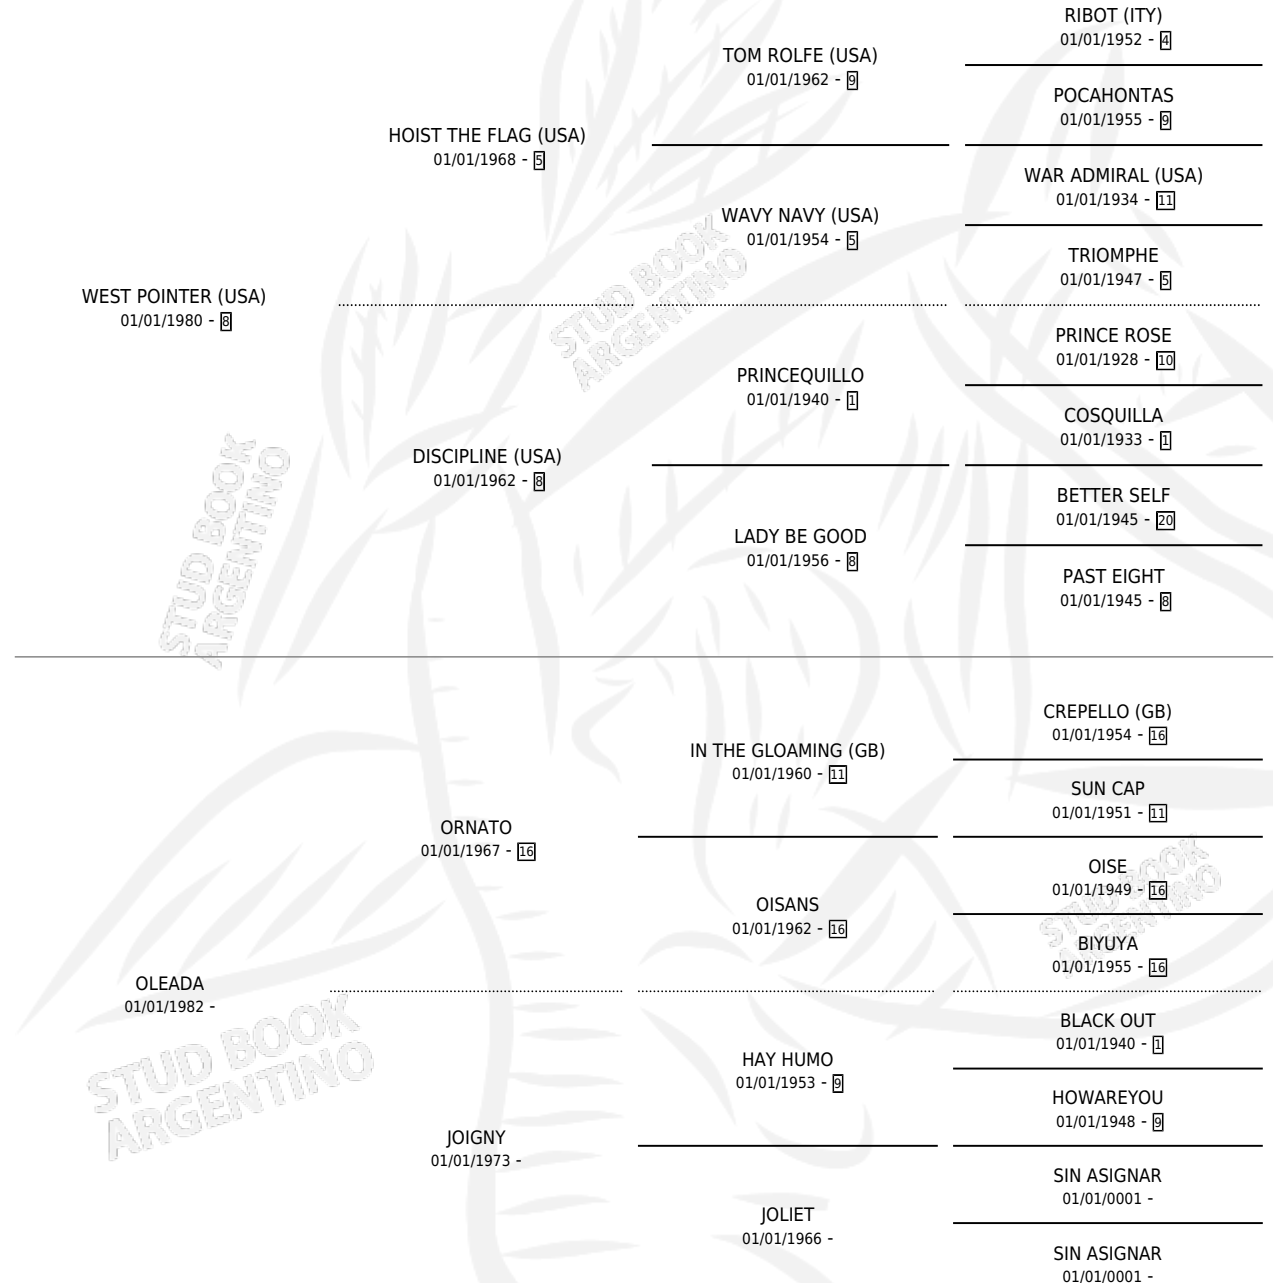 RIBOT (ITY)
01/01/1952 - 4
TOM ROLFE (USA)
01/01/1962 - 9
POCAHONTAS
01/01/1955 - 9
HOIST THE FLAG (USA)
01/01/1968 - 5
WAR ADMIRAL (USA)
01/01/1934 - 11
WAVY NAVY (USA)
01/01/1954 - 5
TRIOMPHE
01/01/1947 - 5
WEST POINTER (USA)
01/01/1980 - 8
PRINCE ROSE
01/01/1928 - 10
PRINCEQUILLO
01/01/1940 - 1
COSQUILLA
01/01/1933 - 1
DISCIPLINE (USA)
01/01/1962 - 8
BETTER SELF
01/01/1945 - 20
LADY BE GOOD
01/01/1956 - 8
PAST EIGHT
01/01/1945 - 8
CREPELLO (GB)
01/01/1954 - 16
IN THE GLOAMING (GB)
01/01/1960 - 11
SUN CAP
01/01/1951 - 11
ORNATO
01/01/1967 - 16
OISE
01/01/1949 - 16
OISANS
01/01/1962 - 16
BIYUYA
01/01/1955 - 16
OLEADA
01/01/1982 -
BLACK OUT
01/01/1940 - 1
HAY HUMO
01/01/1953 - 9
HOWAREYOU
01/01/1948 - 9
JOIGNY
01/01/1973 -
SIN ASIGNAR
01/01/0001 -
JOLIET
01/01/1966 -
SIN ASIGNAR
01/01/0001 -
STUD BOOK
ARGENTINO
STUD BOOK
ARGENTINO
STUD BOOK
ARGENTINO
STUD BOOK
ARGENTINO